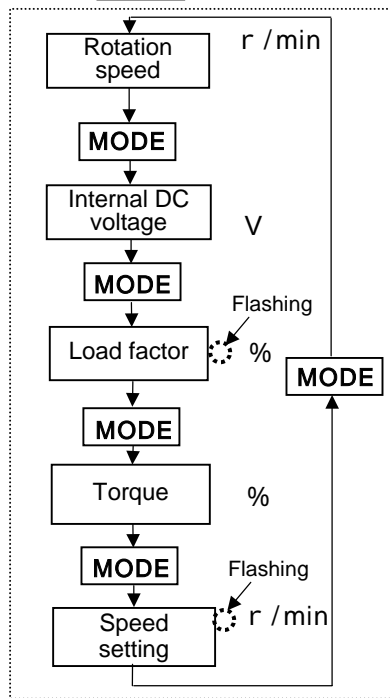 Rotation
speed
r /min
MODE
Internal DC
voltage
V
MODE
Flashing
Load factor
%
MODE
MODE
Torque
%
MODE
Flashing
Speed
setting
r /min